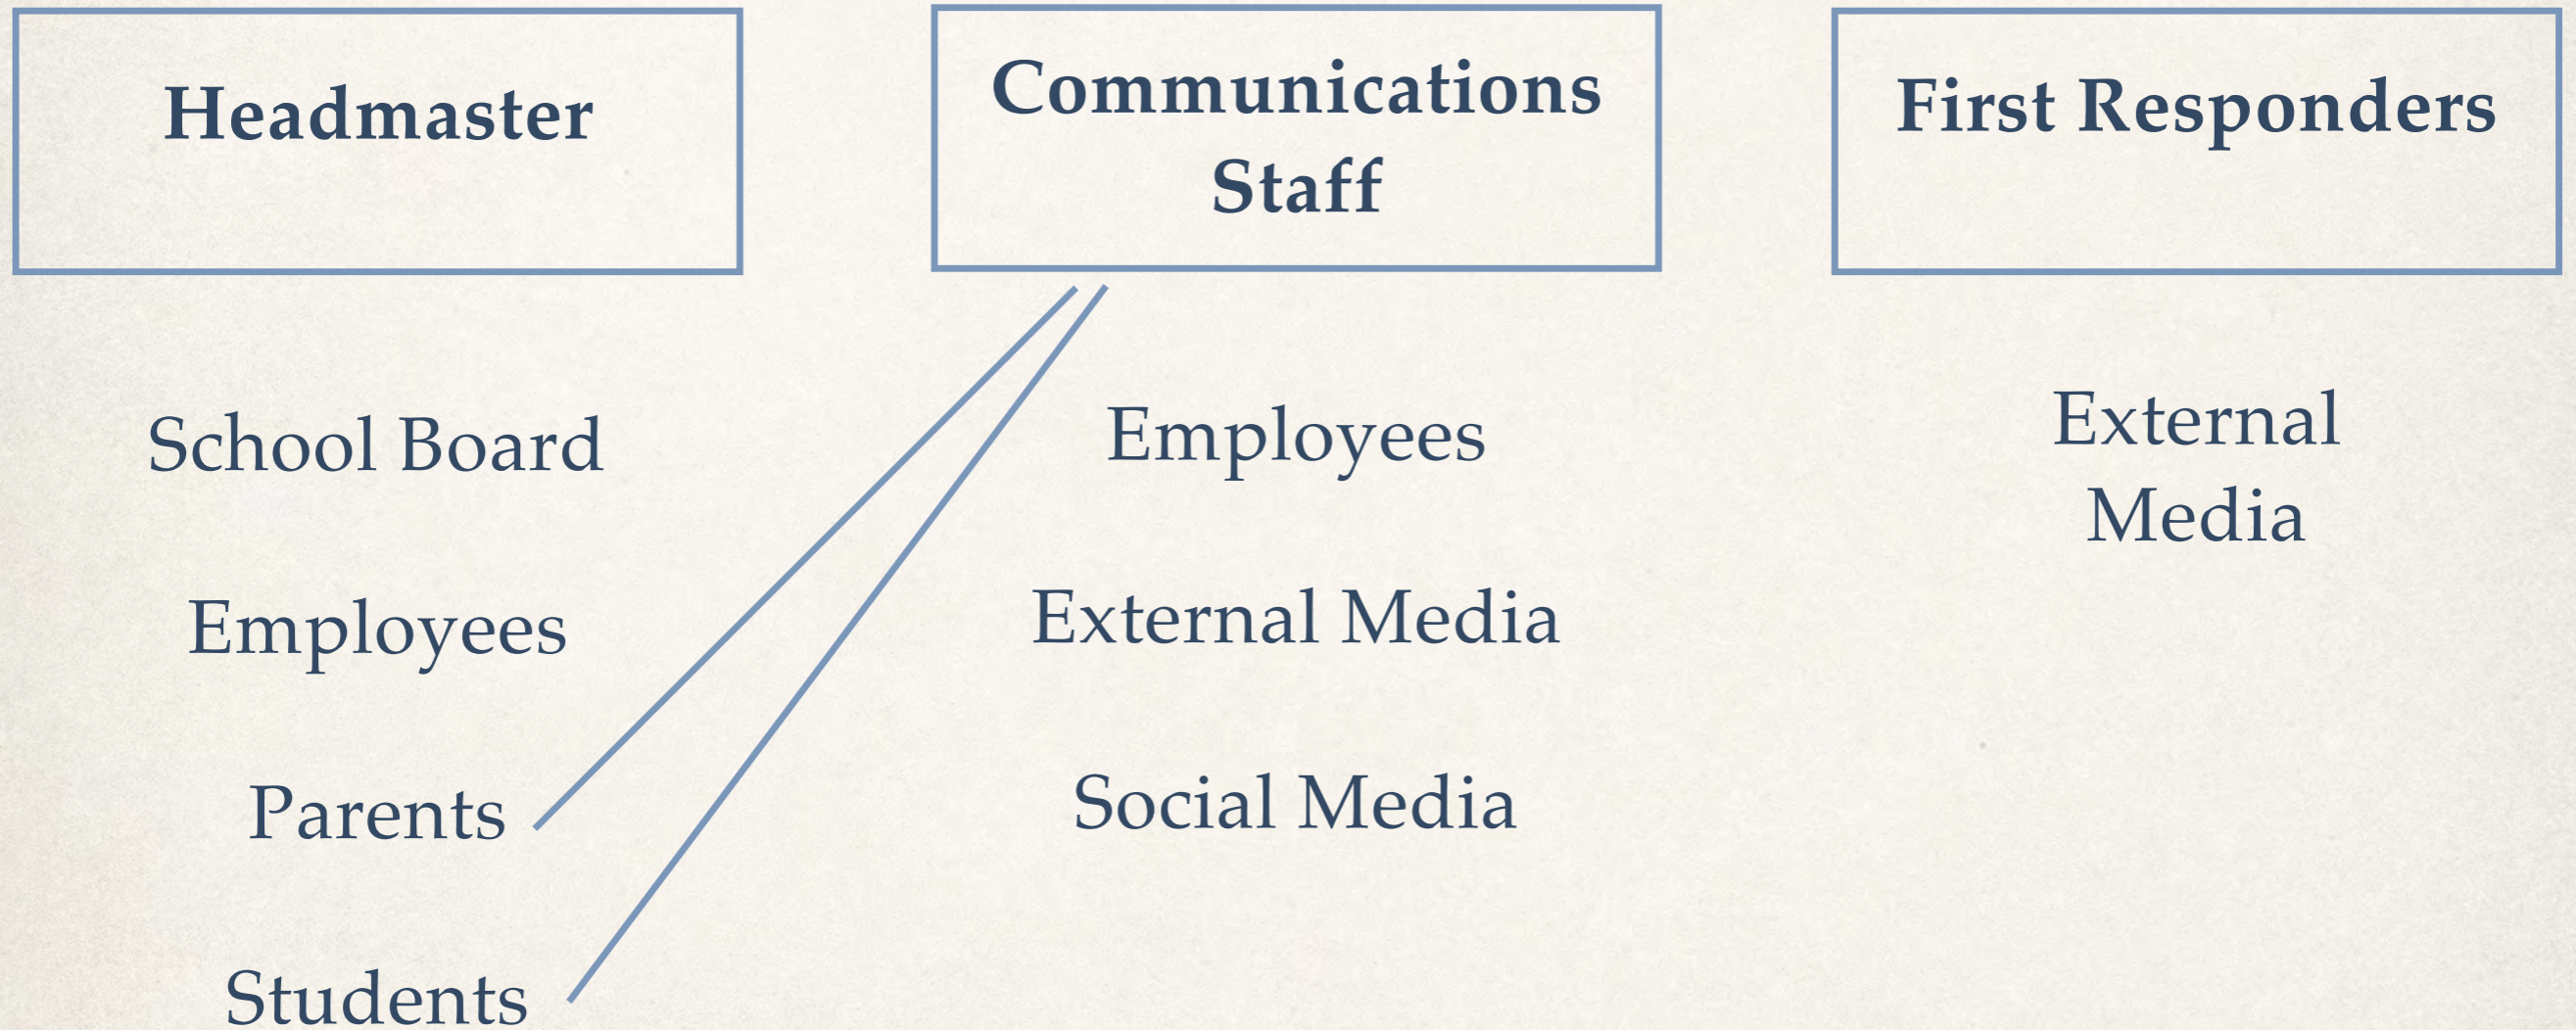 Headmaster
School Board
Employees
Parents
Students
Communications
Staff
Employees
External Media
Social Media
First Responders
External
Media